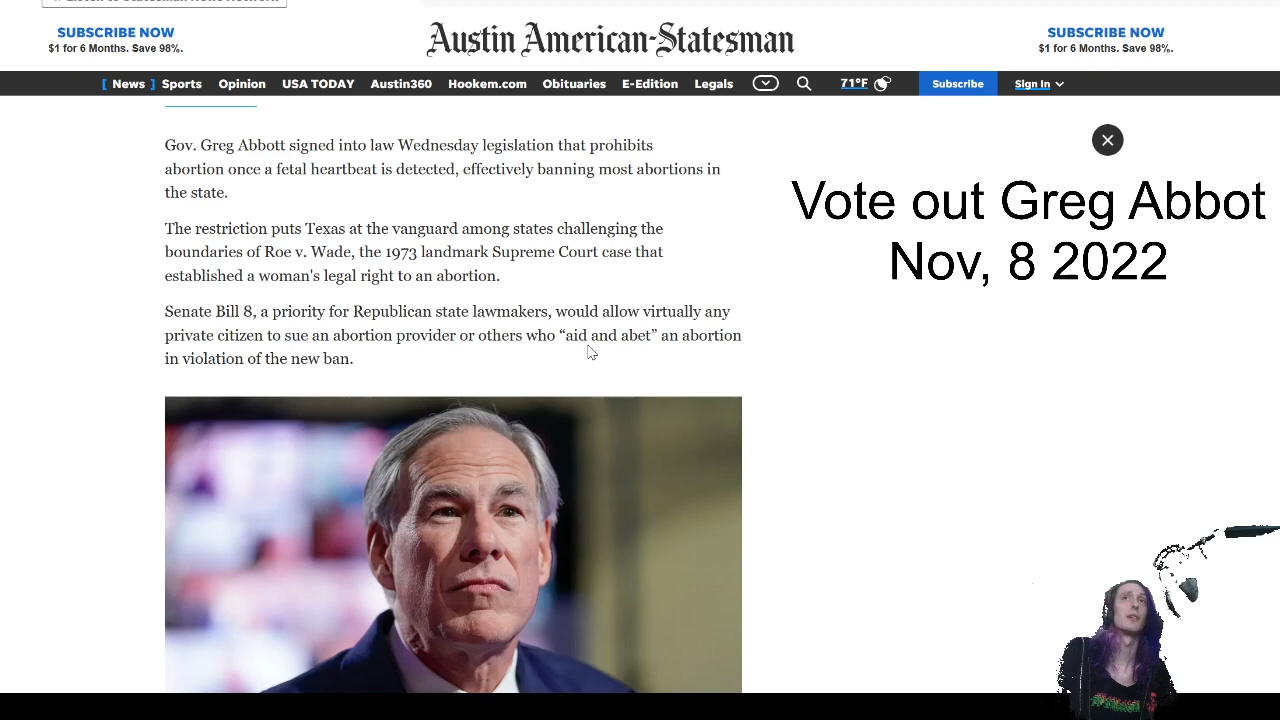 SUBSCRIBE NOW
$1 for 6 Months. Save 98%.
Austin American-Statesman
SUBSCRIBE NOW
$1 for 6 Months. Save 98%.
[ News ] Sports Opinion USA TODAY Austin360 Hookem.com Obituaries E-Edition Legals 71°F Subscribe Sign In
Gov. Greg Abbott signed into law Wednesday legislation that prohibits
abortion once a fetal heartbeat is detected, effectively banning most abortions in
the state.
The restriction puts Texas at the vanguard among states challenging the
boundaries of Roe v. Wade, the 1973 landmark Supreme Court case that
established a woman's legal right to an abortion.
Senate Bill 8, a priority for Republican state lawmakers, would allow virtually any
private citizen to sue an abortion provider or others who “aid and abet” an abortion
in violation of the new ban.
Vote out Greg Abbot
Nov, 8 2022